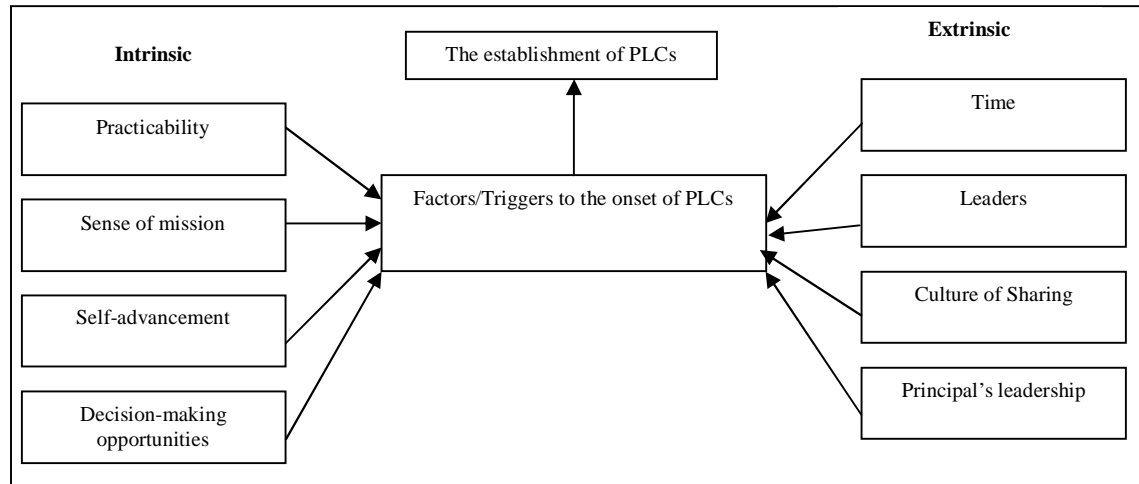 Intrinsic
Practicability
Sense of mission
Self-advancement
Decision-making
opportunities
The establishment of PLCs
Factors/Triggers to the onset of PLCs
Extrinsic
Time
Leaders
Culture of Sharing
Principal's leadership